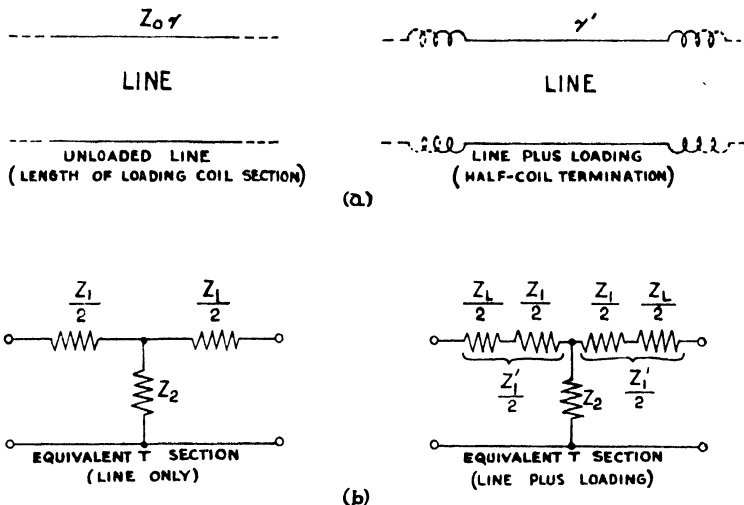 Z₀ γ
γ'
LINE
LINE
UNLOADED LINE
(LENGTH OF LOADING COIL SECTION)
LINE PLUS LOADING
(HALF-COIL TERMINATION)
(a)
Z₁/2
Z₁/2
Z_L/2
Z₁/2
Z₁/2
Z_L/2
Z₂
Z₁'/2
Z₂
Z₁'/2
EQUIVALENT T SECTION
(LINE ONLY)
EQUIVALENT T SECTION
(LINE PLUS LOADING)
(b)